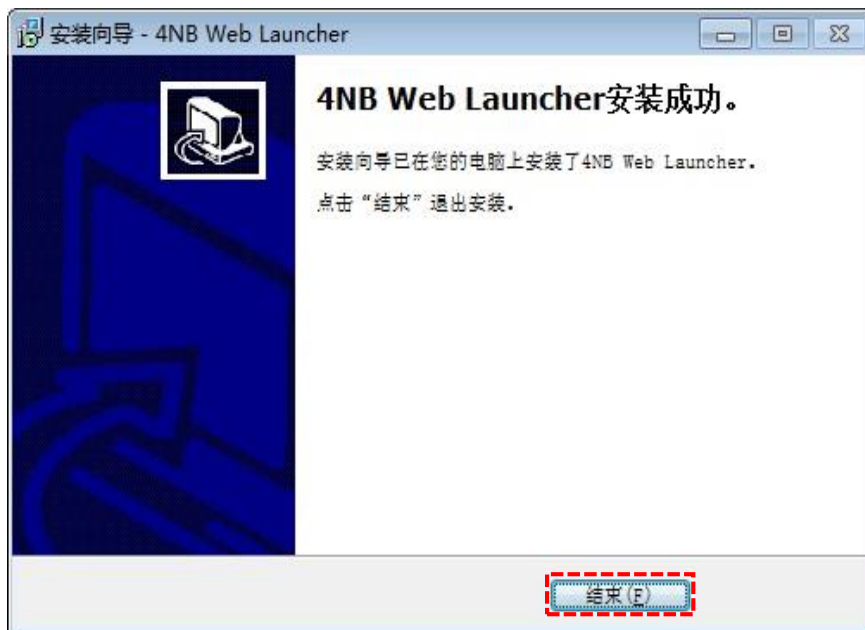 安装向导 - 4NB Web Launcher
4NB Web Launcher安装成功。
安装向导已在您的电脑上安装了4NB Web Launcher.
点击“结束”退出安装.
结束(F)